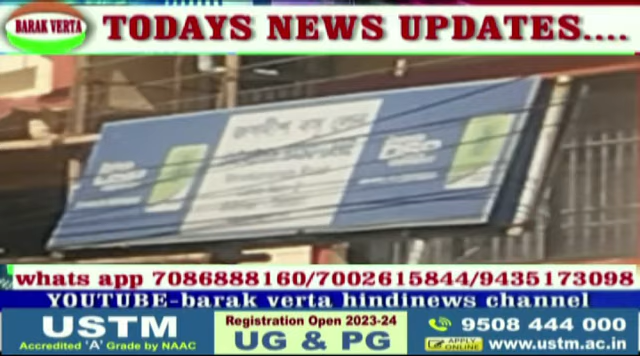 BARAK VERTA
TODAYS NEWS UPDATES....
whats app 7086888160/7002615844/9435173098
YOUTUBE-barak verta hindinews channel
USTM
Accredited 'A' Grade by NAAC
Registration Open 2023-24
UG & PG
9508 444 000
APPLY ONLINE
www.ustm.ac.in